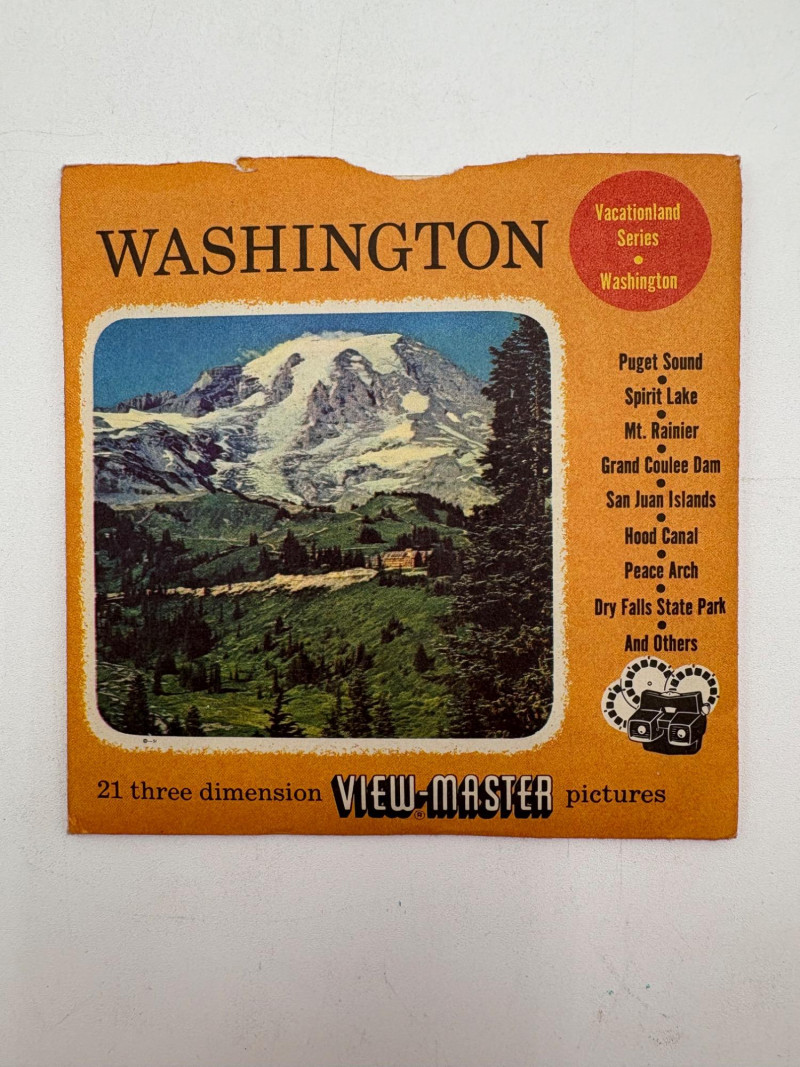 WASHINGTON
Vacationland
Series
•
Washington
Puget Sound
•
Spirit Lake
•
Mt. Rainier
•
Grand Coulee Dam
•
San Juan Islands
•
Hood Canal
•
Peace Arch
•
Dry Falls State Park
•
And Others
21 three dimension VIEW-MASTER® pictures